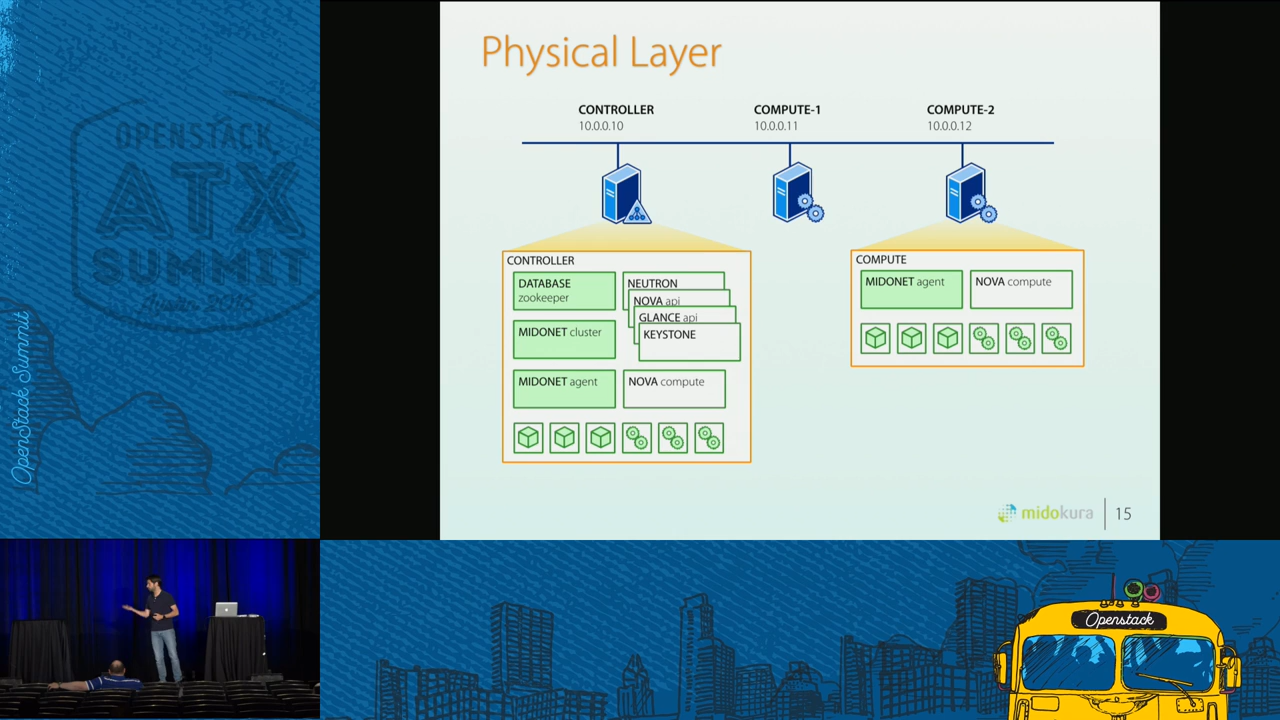 OPENSTACK
ATX
SUMMIT
Austin
OpenStack Summit
Physical Layer
CONTROLLER
10.0.0.10
COMPUTE-1
10.0.0.11
COMPUTE-2
10.0.0.12
CONTROLLER
DATABASE
zookeeper
NEUTRON
NOVA api
GLANCE api
KEYSTONE
MIDONET cluster
MIDONET agent
NOVA compute
COMPUTE
MIDONET agent
NOVA compute
midokura
15
Openstack